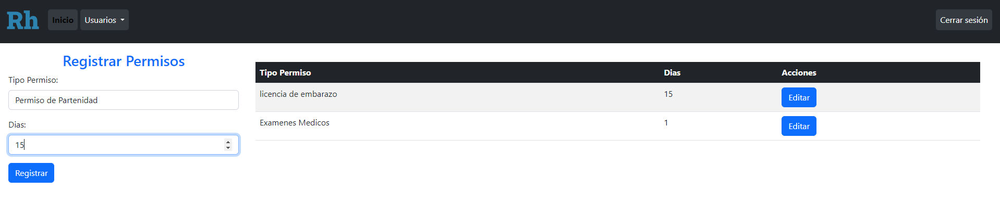 Rh Inicio Usuarios Cerrar sesión
Registrar Permisos
Tipo Permiso:
Permiso de Partenidad
Dias:
15
Registrar
Tipo Permiso Dias Acciones
licencia de embarazo 15 Editar
Examenes Medicos 1 Editar